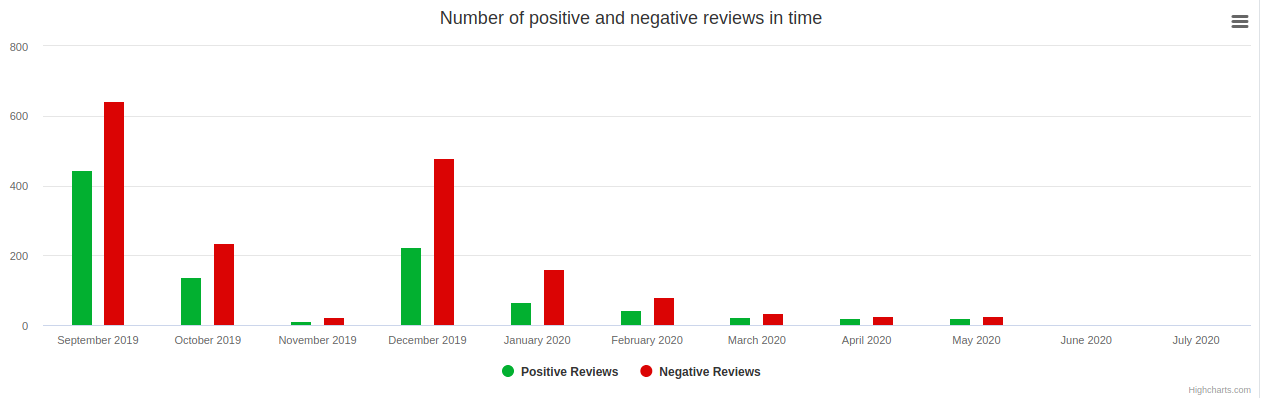 Number of positive and negative reviews in time
800
600
400
200
0
September 2019 October 2019 November 2019 December 2019 January 2020 February 2020 March 2020 April 2020 May 2020 June 2020 July 2020
Positive Reviews Negative Reviews
Highcharts.com